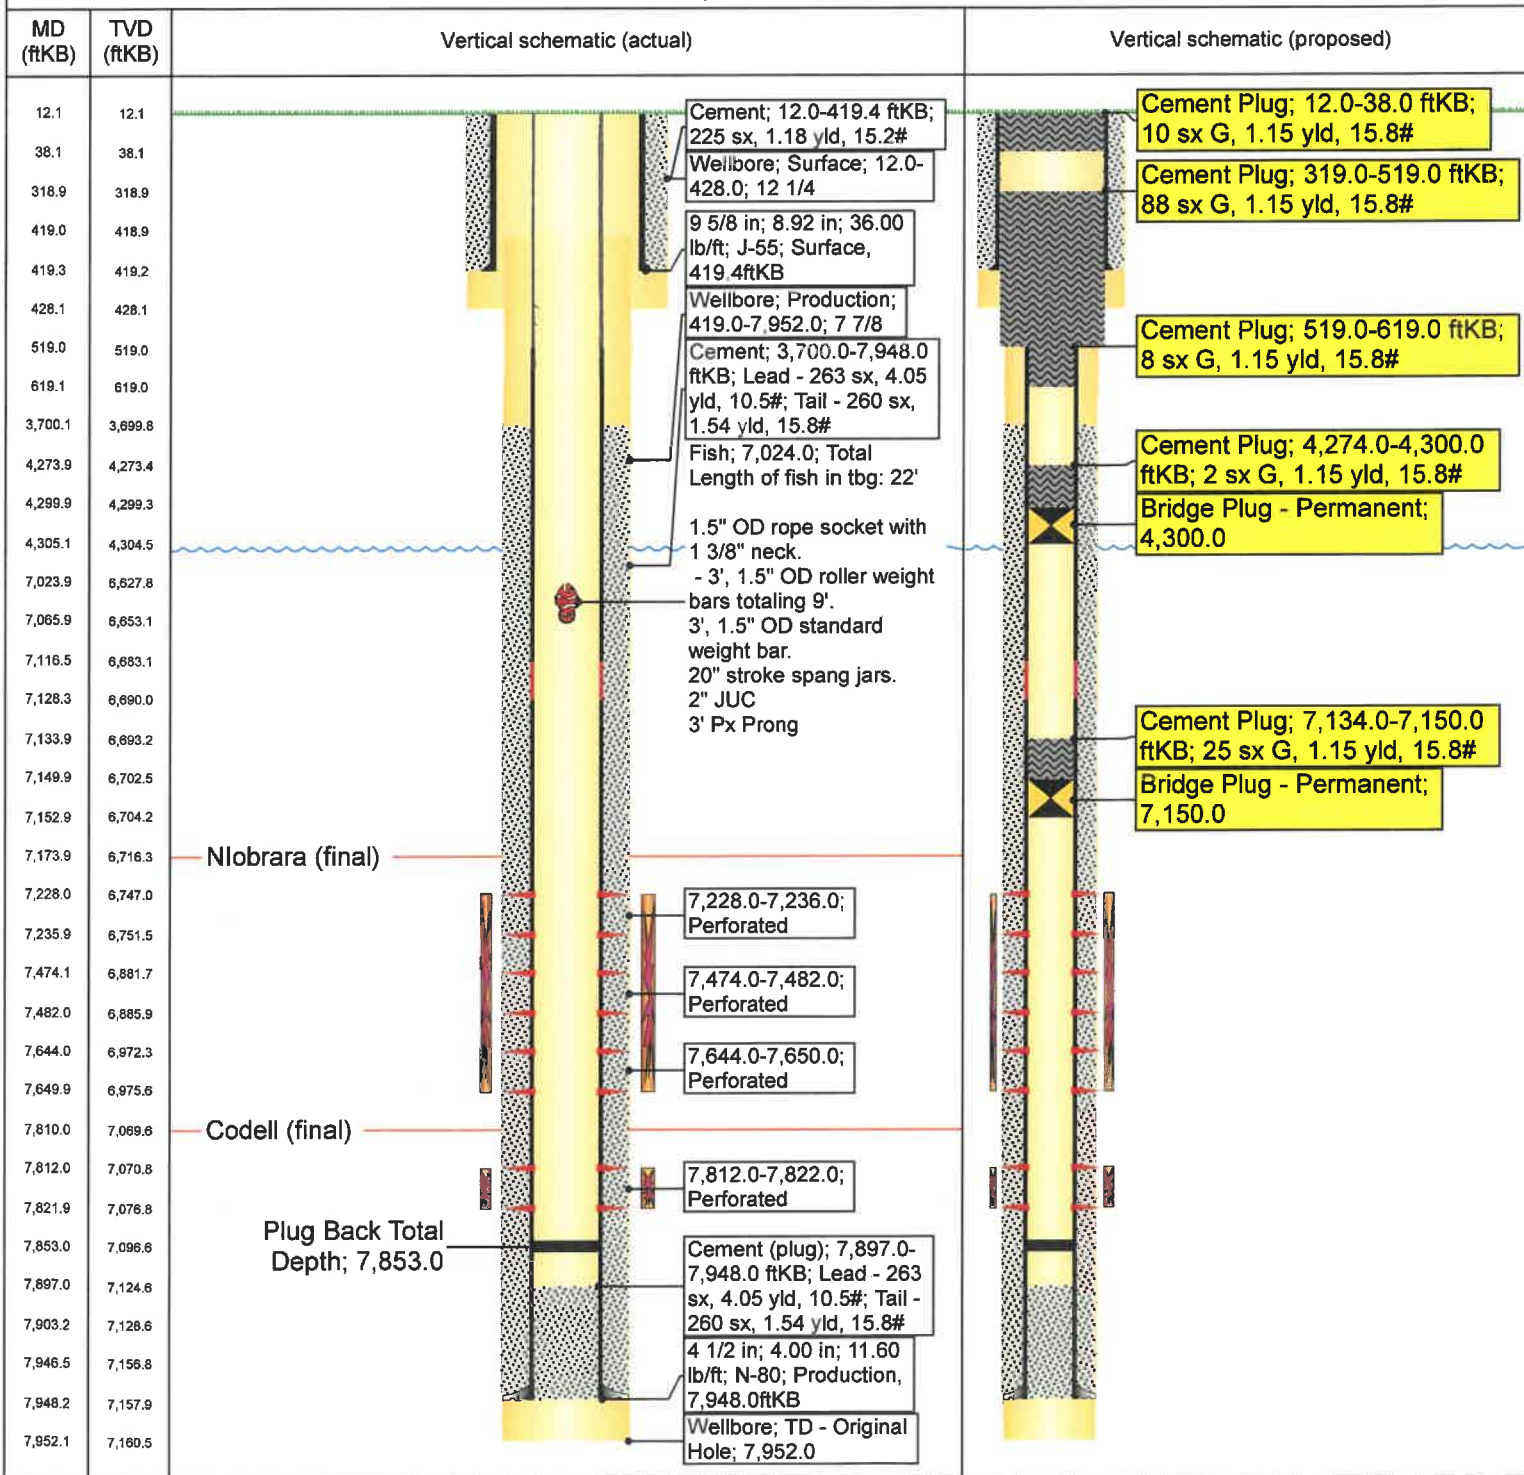 MD
(ftKB)
TVD
(ftKB)
Vertical schematic (actual)
Vertical schematic (proposed)
12.1 12.1
38.1 38.1
318.9 318.9
419.0 418.9
419.3 419.2
428.1 428.1
519.0 519.0
619.1 619.0
3,700.1 3,699.8
4,273.9 4,273.4
4,299.9 4,299.3
4,305.1 4,304.5
7,023.9 6,627.8
7,065.9 6,653.1
7,116.5 6,683.1
7,128.3 6,690.0
7,133.9 6,693.2
7,149.9 6,702.5
7,152.9 6,704.2
7,173.9 6,716.3
7,228.0 6,747.0
7,235.9 6,751.5
7,474.1 6,881.7
7,482.0 6,885.9
7,644.0 6,972.3
7,649.9 6,975.6
7,810.0 7,069.6
7,812.0 7,070.8
7,821.9 7,076.8
7,853.0 7,096.6
7,897.0 7,124.6
7,903.2 7,128.6
7,946.5 7,156.8
7,948.2 7,157.9
7,952.1 7,160.5
Cement; 12.0-419.4 ftKB;
225 sx, 1.18 yld, 15.2#
Wellbore; Surface; 12.0-
428.0; 12 1/4
9 5/8 in; 8.92 in; 36.00
lb/ft; J-55; Surface,
419.4ftKB
Wellbore; Production;
419.0-7,952.0; 7 7/8
Cement; 3,700.0-7,948.0
ftKB; Lead - 263 sx, 4.05
yld, 10.5#; Tail - 260 sx,
1.54 yld, 15.8#
Fish; 7,024.0; Total
Length of fish in tbg: 22'
1.5" OD rope socket with
1 3/8" neck.
- 3', 1.5" OD roller weight
bars totaling 9'.
3', 1.5" OD standard
weight bar.
20" stroke spang jars.
2" JUC
3' Px Prong
NIobrara (final)
7,228.0-7,236.0;
Perforated
7,474.0-7,482.0;
Perforated
7,644.0-7,650.0;
Perforated
Codell (final)
7,812.0-7,822.0;
Perforated
Plug Back Total
Depth; 7,853.0
Cement (plug); 7,897.0-
7,948.0 ftKB; Lead - 263
sx, 4.05 yld, 10.5#; Tail -
260 sx, 1.54 yld, 15.8#
4 1/2 in; 4.00 in; 11.60
lb/ft; N-80; Production,
7,948.0ftKB
Wellbore; TD - Original
Hole; 7,952.0
Cement Plug; 12.0-38.0 ftKB;
10 sx G, 1.15 yld, 15.8#
Cement Plug; 319.0-519.0 ftKB;
88 sx G, 1.15 yld, 15.8#
Cement Plug; 519.0-619.0 ftKB;
8 sx G, 1.15 yld, 15.8#
Cement Plug; 4,274.0-4,300.0
ftKB; 2 sx G, 1.15 yld, 15.8#
Bridge Plug - Permanent;
4,300.0
Cement Plug; 7,134.0-7,150.0
ftKB; 25 sx G, 1.15 yld, 15.8#
Bridge Plug - Permanent;
7,150.0